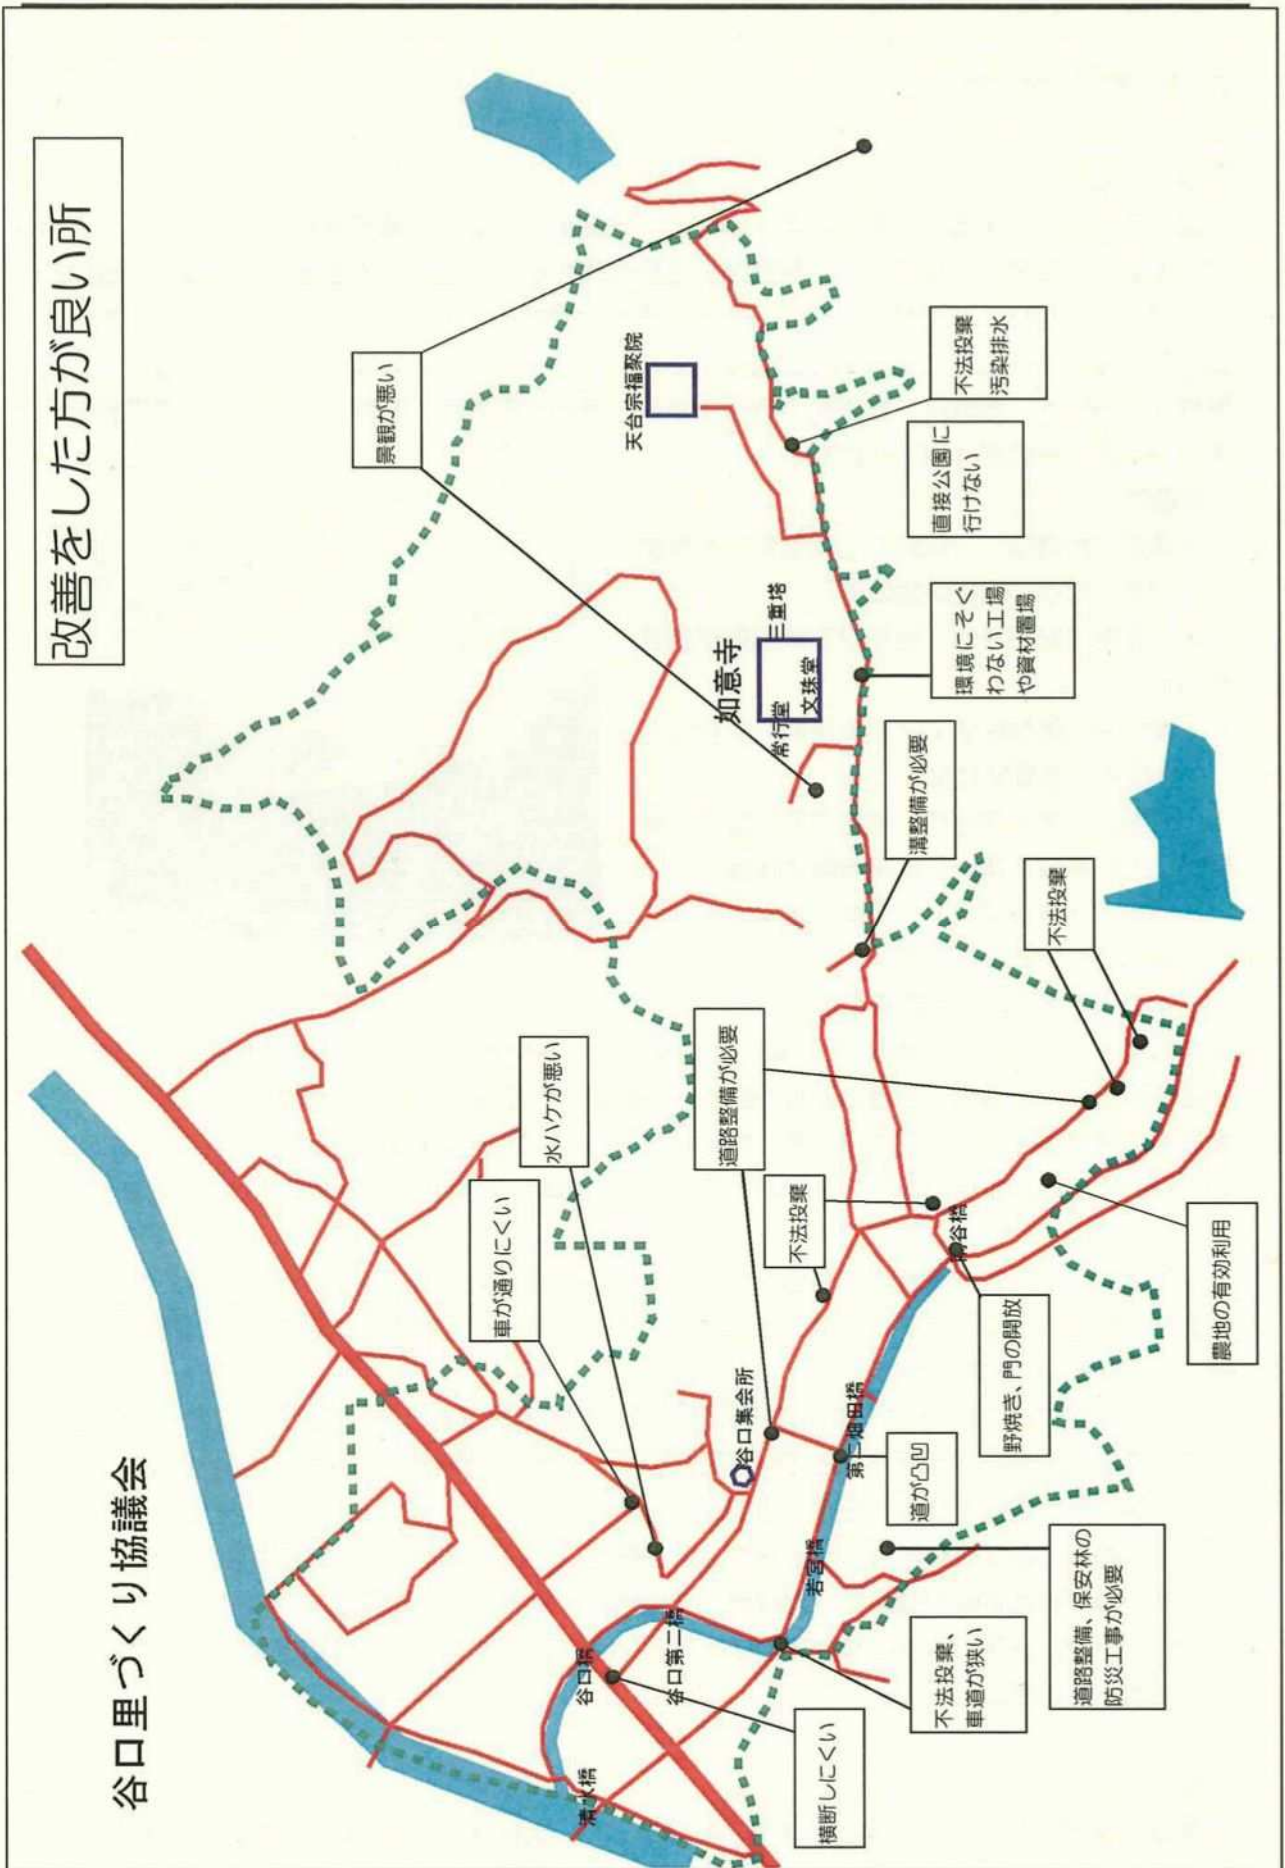 谷口里づくり協議会
改善をした方が良い所
景観が悪い
天台宗福聚院
不法投棄
汚染排水
直接公園に
行けない
如意寺
三重塔
文珠堂
常行堂
環境にそぐ
わない工場
や資材置場
溝整備が必要
不法投棄
水ハケが悪い
車が通りにくい
道路整備が必要
不法投棄
谷口集会所
谷橋
野焼き、門の開放
農地の有効利用
第二畑田橋
道が凸凹
若宮橋
道路整備、保安林の
防災工事が必要
不法投棄、
車道が狭い
谷口橋
谷口第二橋
横断しにくい
清水橋